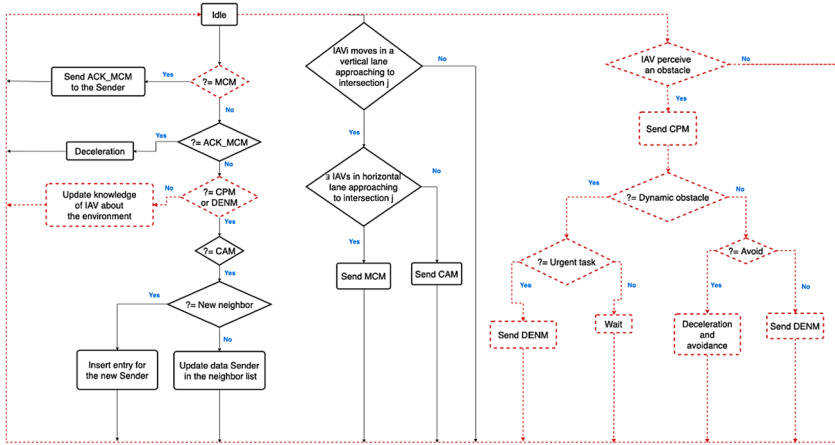 Idle
?= MCM
Yes
No
Send ACK_MCM
to the Sender
?= ACK_MCM
Yes
No
Deceleration
?= CPM
or DENM
No
Yes
Update knowledge
of IAV about
the environment
?= CAM
Yes
?= New neighbor
Yes
No
Insert entry for
the new Sender
Update data Sender
in the neighbor list
IAVi moves in a
vertical lane
approaching to
intersection j
No
Yes
∃ IAVs in horizontal
lane approaching
to intersection j
Yes
No
Send MCM
Send CAM
IAV perceive
an obstacle
No
Yes
Send CPM
?= Dynamic obstacle
Yes
No
?= Urgent task
Yes
No
Send DENM
Wait
?= Avoid
Yes
No
Deceleration
and
avoidance
Send DENM